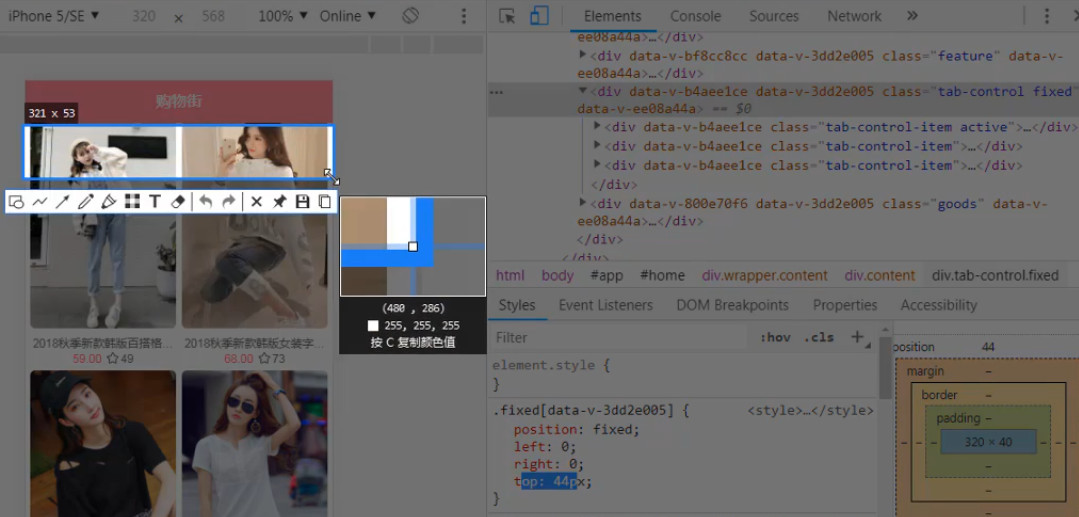 iPhone 5/SE ▼ 320 × 568 100% ▼ Online ▼
购物街
321 x 53
T
(480 , 286)
255, 255, 255
按 C 复制颜色值
2018秋季新款韩版百搭格...
59.00 49
2018秋季新款韩版女装字...
68.00 73
Elements Console Sources Network »
ee08a44a>…</div>
<div data-v-bf8cc8cc data-v-3dd2e005 class="feature" data-v-
ee08a44a>…</div>
<div data-v-b4aee1ce data-v-3dd2e005 class="tab-control fixed"
data-v-ee08a44a> == $0
<div data-v-b4aee1ce class="tab-control-item active">…</div>
<div data-v-b4aee1ce class="tab-control-item">…</div>
<div data-v-b4aee1ce class="tab-control-item">…</div>
</div>
<div data-v-800e70f6 data-v-3dd2e005 class="goods" data-v-
ee08a44a>…</div>
</div>
</div>
html body #app #home div.wrapper.content div.content div.tab-control.fixed
Styles Event Listeners DOM Breakpoints Properties Accessibility
Filter :hov .cls +
element.style {
}
.fixed[data-v-3dd2e005] { <style>…</style>
position: fixed;
left: 0;
right: 0;
top: 44px;
}
position 44
margin –
border –
padding –
– – – 320 × 40 – – –
–
–
–